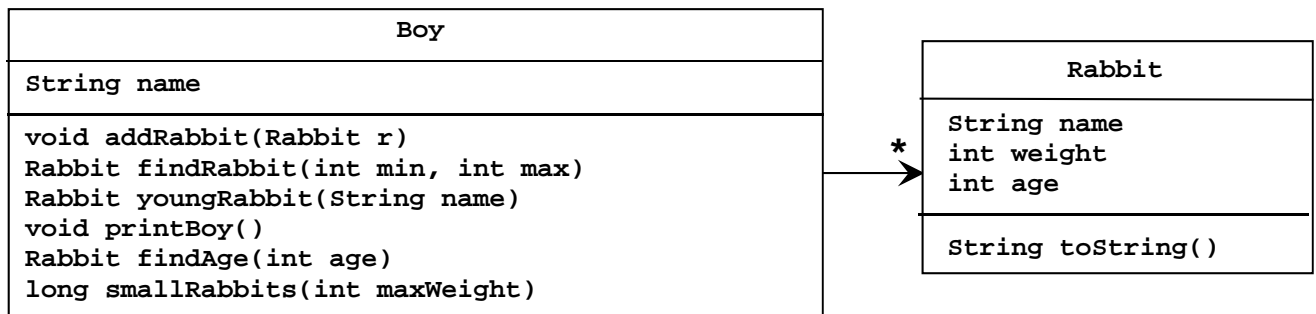 Boy
String name
void addRabbit(Rabbit r)
Rabbit findRabbit(int min, int max)
Rabbit youngRabbit(String name)
void printBoy()
Rabbit findAge(int age)
long smallRabbits(int maxWeight)
*
Rabbit
String name
int weight
int age
String toString()